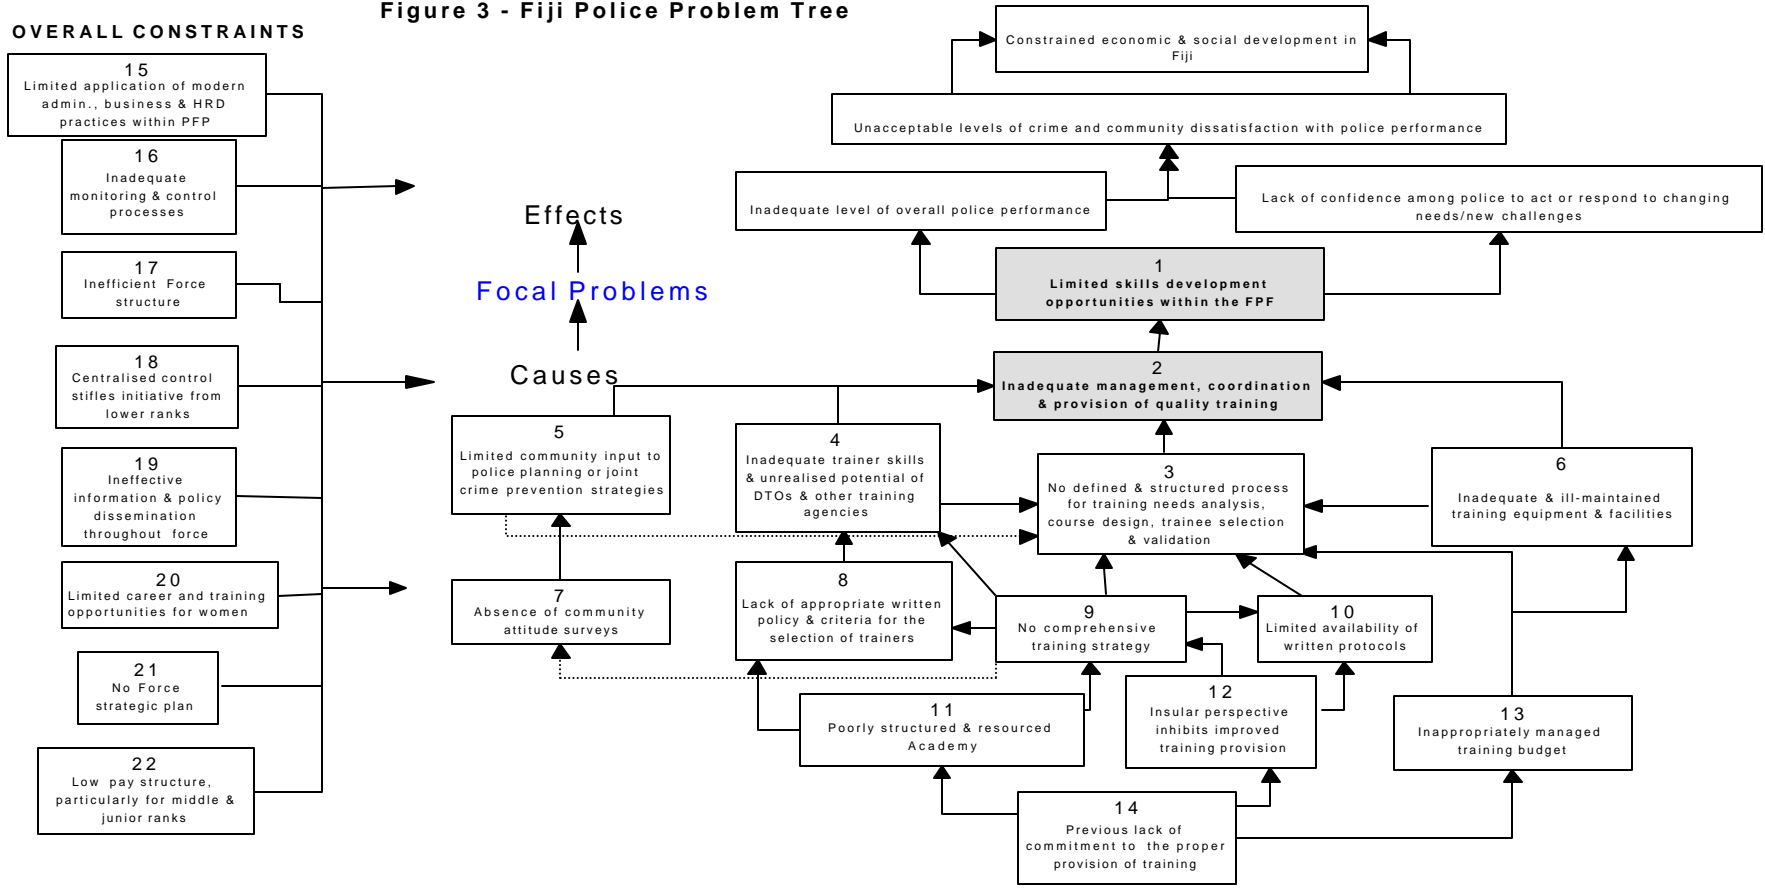 Figure 3 - Fiji Police Problem Tree
OVERALL CONSTRAINTS
15
Limited application of modern
admin., business & HRD
practices within PFP
16
Inadequate
monitoring & control
processes
17
Inefficient Force
structure
18
Centralised control
stifles initiative from
lower ranks
19
Ineffective
information & policy
dissemination
throughout force
20
Limited career and training
opportunities for women
21
No Force
strategic plan
22
Low pay structure,
particularly for middle &
junior ranks
Effects
Focal Problems
Causes
Constrained economic & social development in
Fiji
Unacceptable levels of crime and community dissatisfaction with police performance
Inadequate level of overall police performance
Lack of confidence among police to act or respond to changing
needs/new challenges
1
Limited skills development
opportunities within the FPF
2
Inadequate management, coordination
& provision of quality training
5
Limited community input to
police planning or joint
crime prevention strategies
4
Inadequate trainer skills
& unrealised potential of
DTOs & other training
agencies
3
No defined & structured process
for training needs analysis,
course design, trainee selection
& validation
6
Inadequate & ill-maintained
training equipment & facilities
7
Absence of community
attitude surveys
8
Lack of appropriate written
policy & criteria for the
selection of trainers
9
No comprehensive
training strategy
10
Limited availability of
written protocols
11
Poorly structured & resourced
Academy
12
Insular perspective
inhibits improved
training provision
13
Inappropriately managed
training budget
14
Previous lack of
commitment to the proper
provision of training